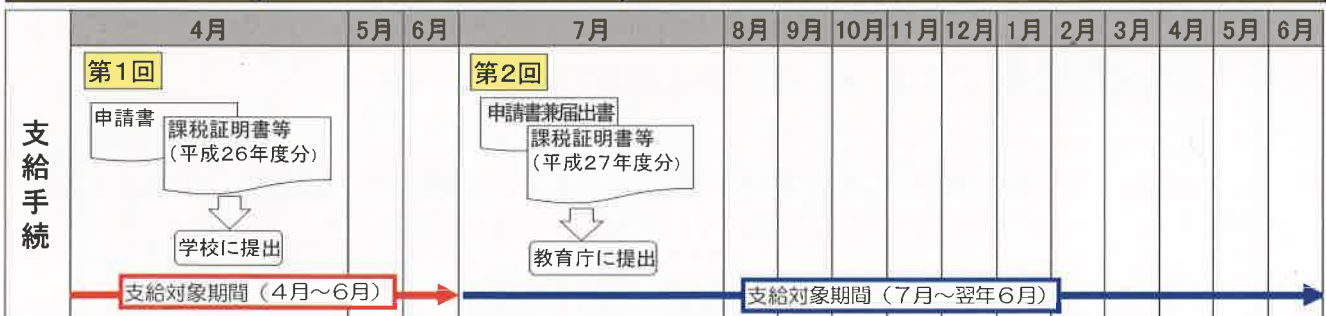 4月 5月 6月 7月 8月 9月 10月 11月 12月 1月 2月 3月 4月 5月 6月
支給手続
第1回
申請書
課税証明書等
(平成26年度分)
学校に提出
支給対象期間(4月～6月)
第2回
申請書兼届出書
課税証明書等
(平成27年度分)
教育庁に提出
支給対象期間(7月～翌年6月)